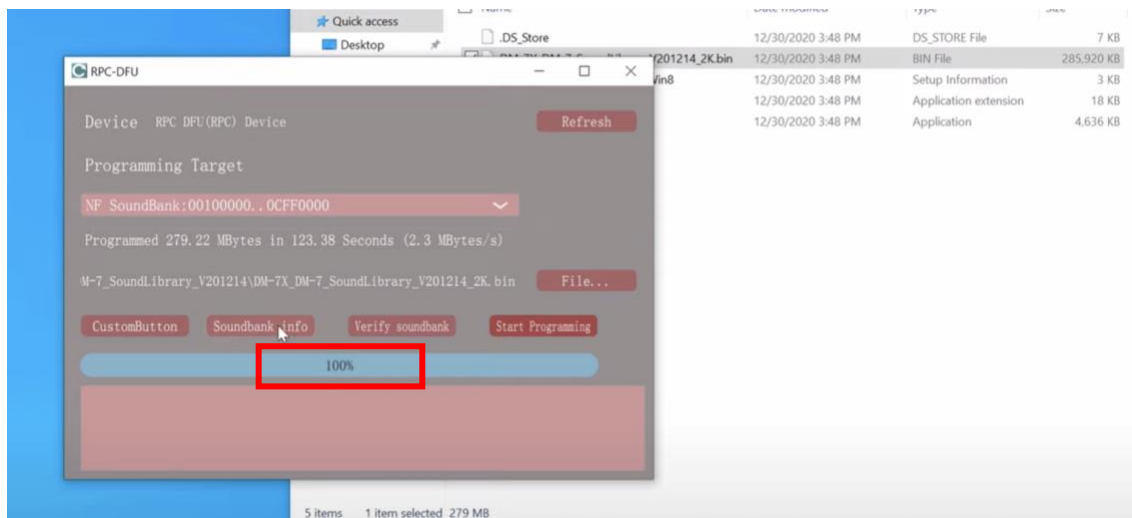 Quick access
Desktop
.DS_Store 12/30/2020 3:48 PM DS_STORE File 7 KB
V201214_2K.bin 12/30/2020 3:48 PM BIN File 285,920 KB
Win8 12/30/2020 3:48 PM Setup Information 3 KB
12/30/2020 3:48 PM Application extension 18 KB
12/30/2020 3:48 PM Application 4,636 KB
RPC-DFU
Device RPC DFU(RPC) Device Refresh
Programming Target
NF SoundBank:00100000..0CFF0000
Programmed 279.22 MBytes in 123.38 Seconds (2.3 MBytes/s)
M-7_SoundLibrary_V201214\DM-7X_DM-7_SoundLibrary_V201214_2K.bin File...
CustomButton Soundbank info Verify soundbank Start Programming
100%
5 items 1 item selected 279 MB